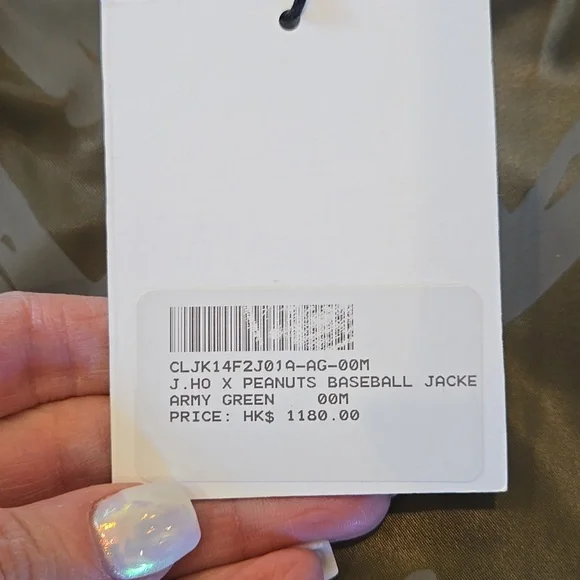 CLJK14F2J01A-AG-00M
J.HO X PEANUTS BASEBALL JACKE
ARMY GREEN 00M
PRICE: HK$ 1180.00